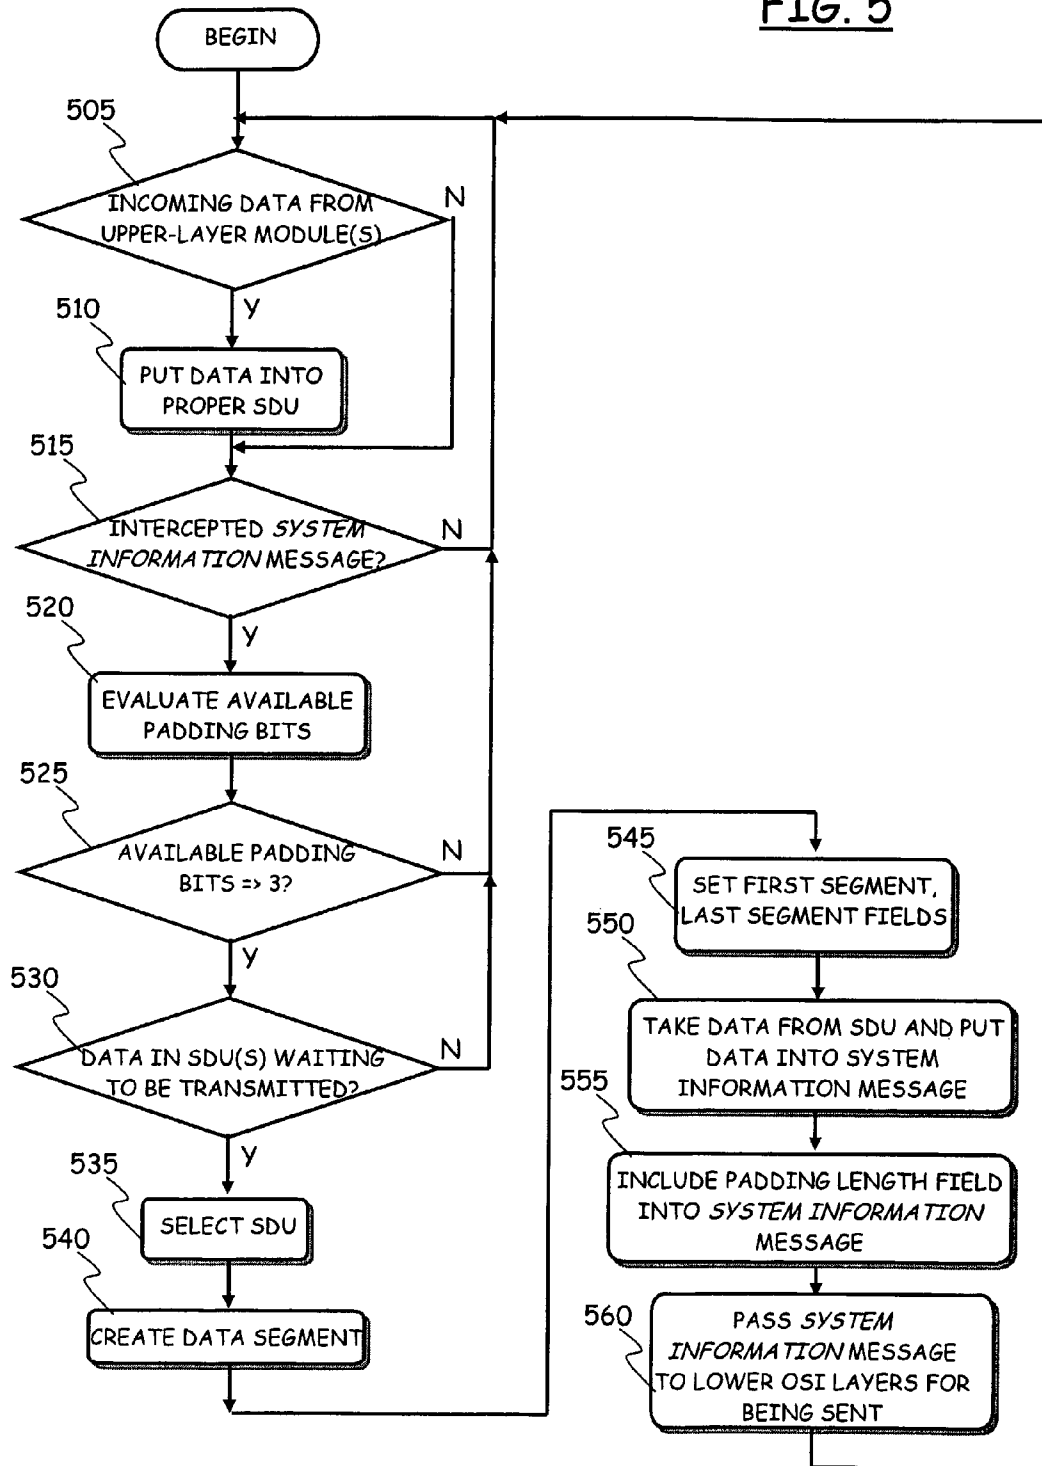 FIG. 5
BEGIN
505
INCOMING DATA FROM
UPPER-LAYER MODULE(S)
N
Y
510
PUT DATA INTO
PROPER SDU
515
INTERCEPTED SYSTEM
INFORMATION MESSAGE?
N
Y
520
EVALUATE AVAILABLE
PADDING BITS
525
AVAILABLE PADDING
BITS => 3?
N
Y
530
DATA IN SDU(S) WAITING
TO BE TRANSMITTED?
N
Y
535
SELECT SDU
540
CREATE DATA SEGMENT
545
SET FIRST SEGMENT,
LAST SEGMENT FIELDS
550
TAKE DATA FROM SDU AND PUT
DATA INTO SYSTEM
INFORMATION MESSAGE
555
INCLUDE PADDING LENGTH FIELD
INTO SYSTEM INFORMATION
MESSAGE
560
PASS SYSTEM
INFORMATION MESSAGE
TO LOWER OSI LAYERS FOR
BEING SENT